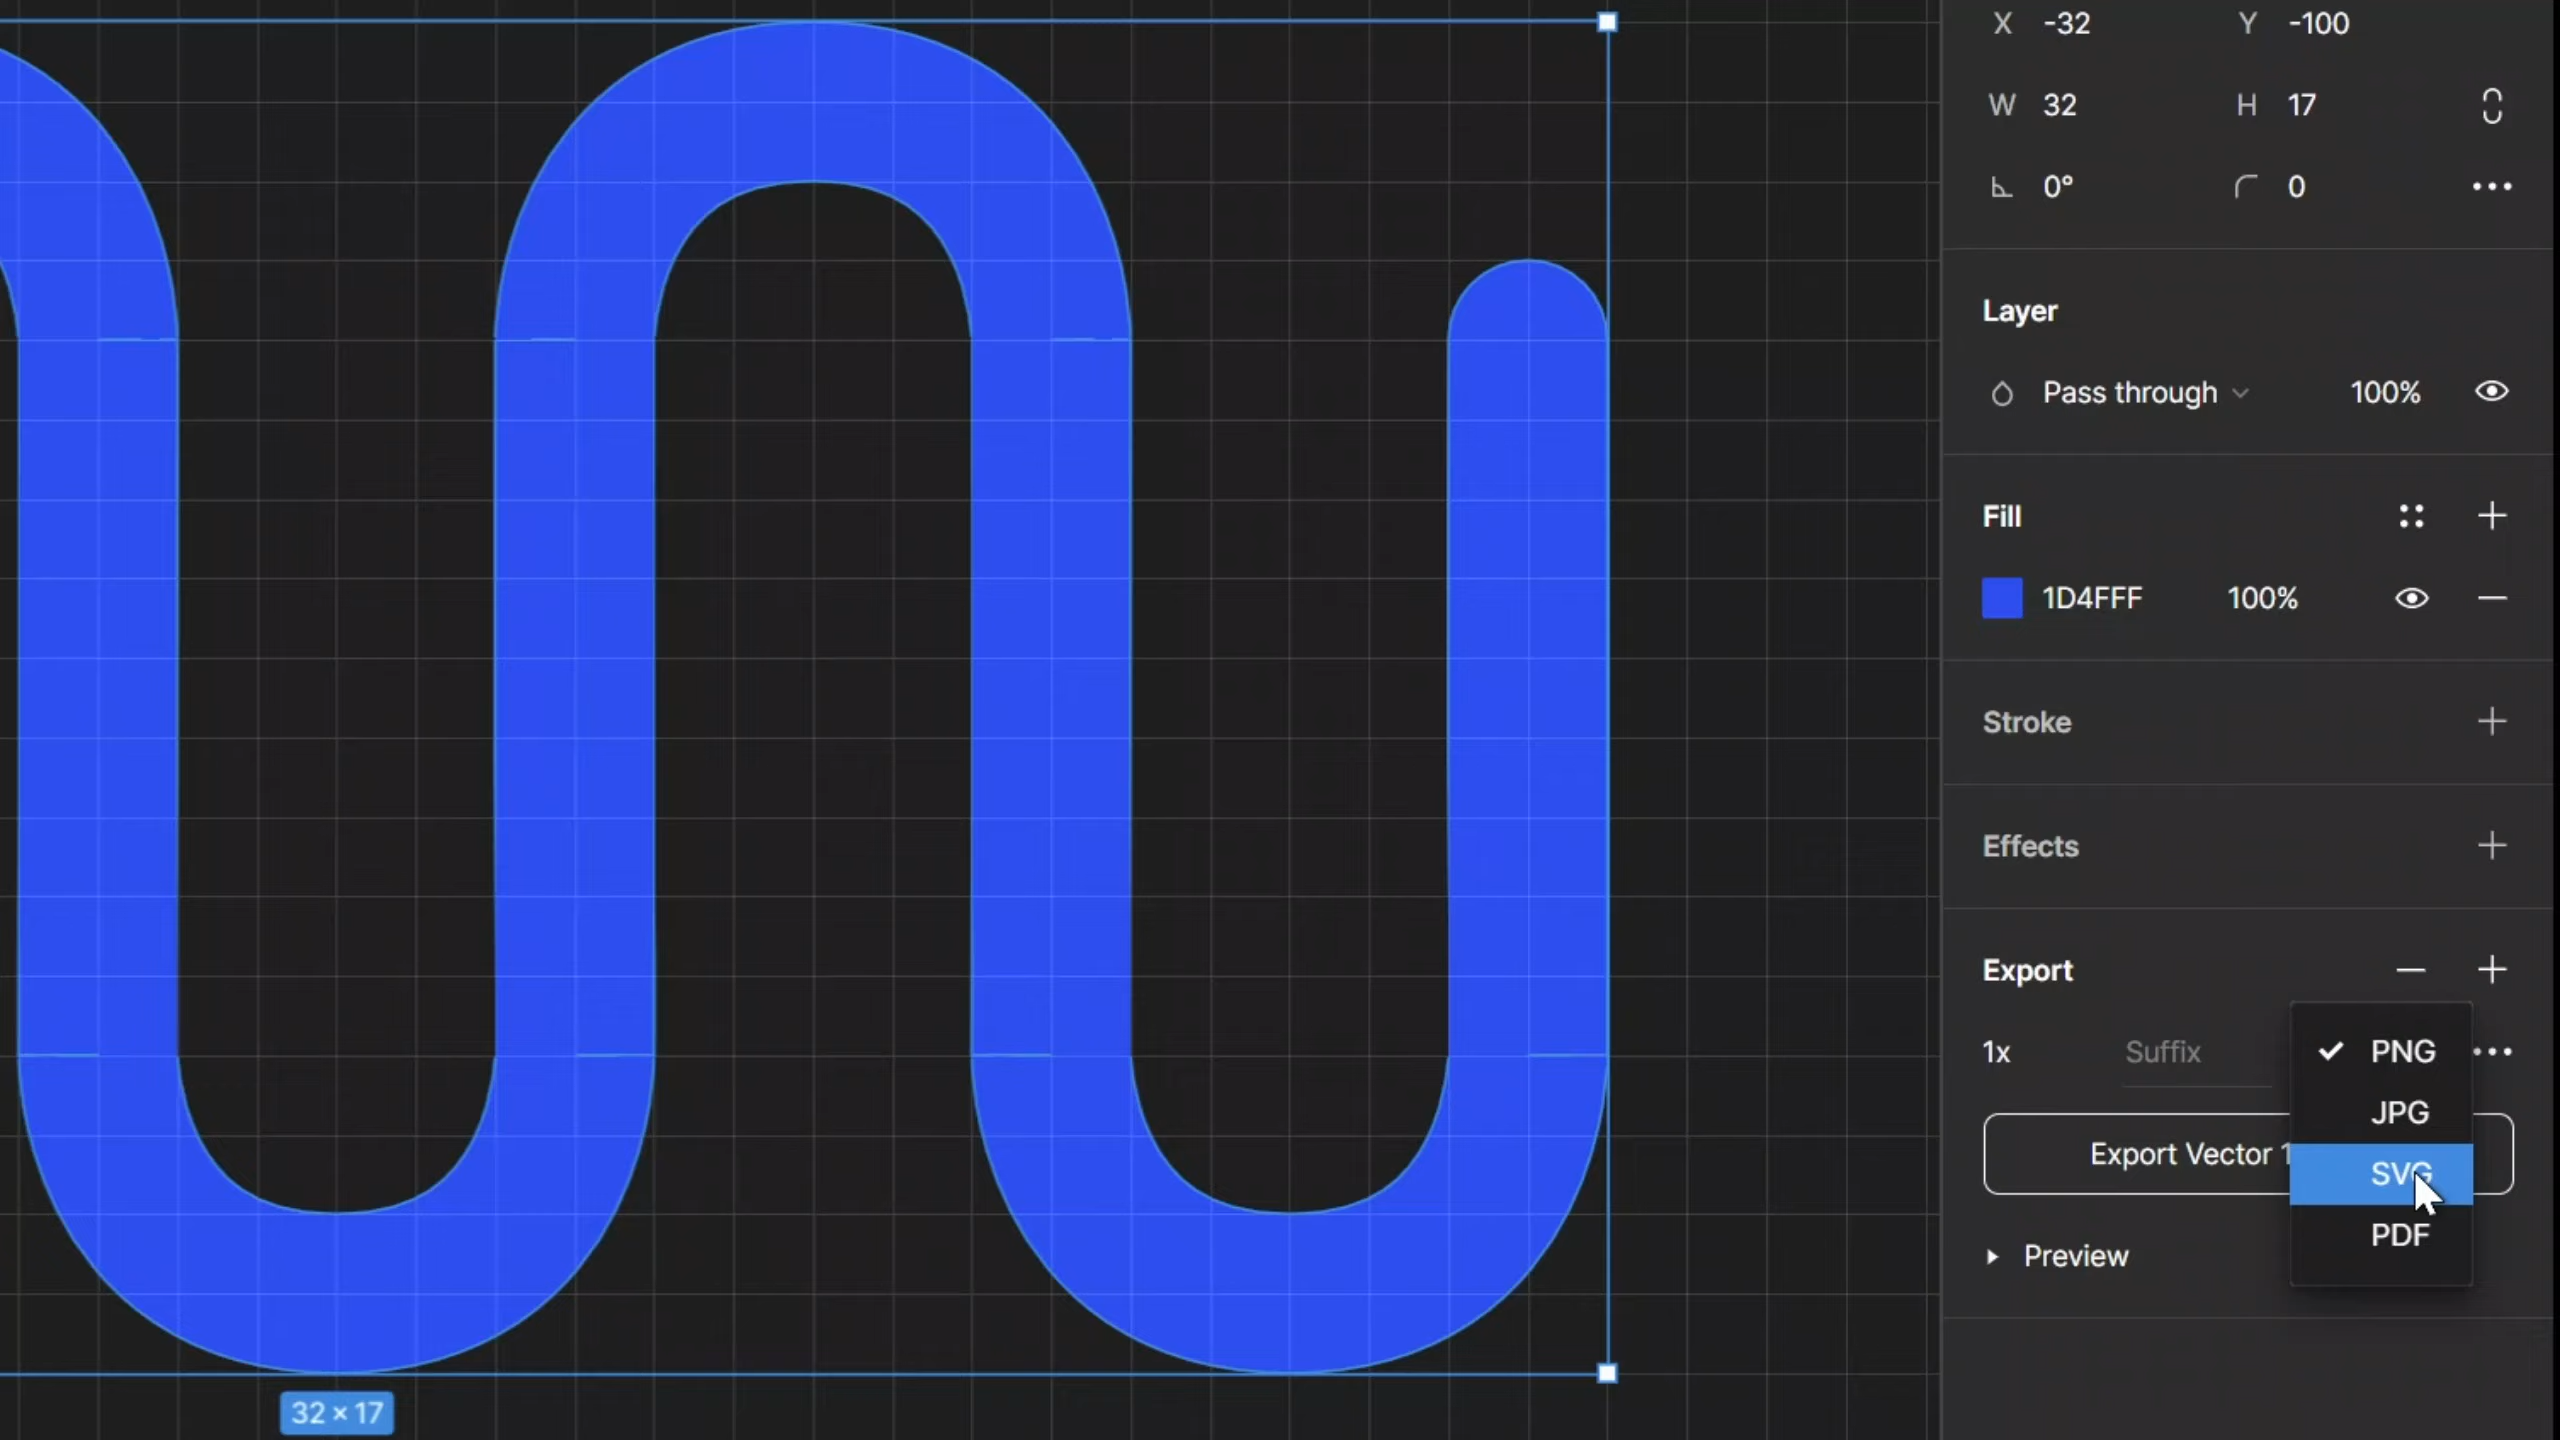 X -32 Y -100
W 32 H 17
0° 0
Layer
Pass through 100%
Fill
1D4FFF 100%
Stroke
Effects
Export
1x Suffix PNG
JPG
Export Vector 1
SVG
PDF
Preview
32 × 17